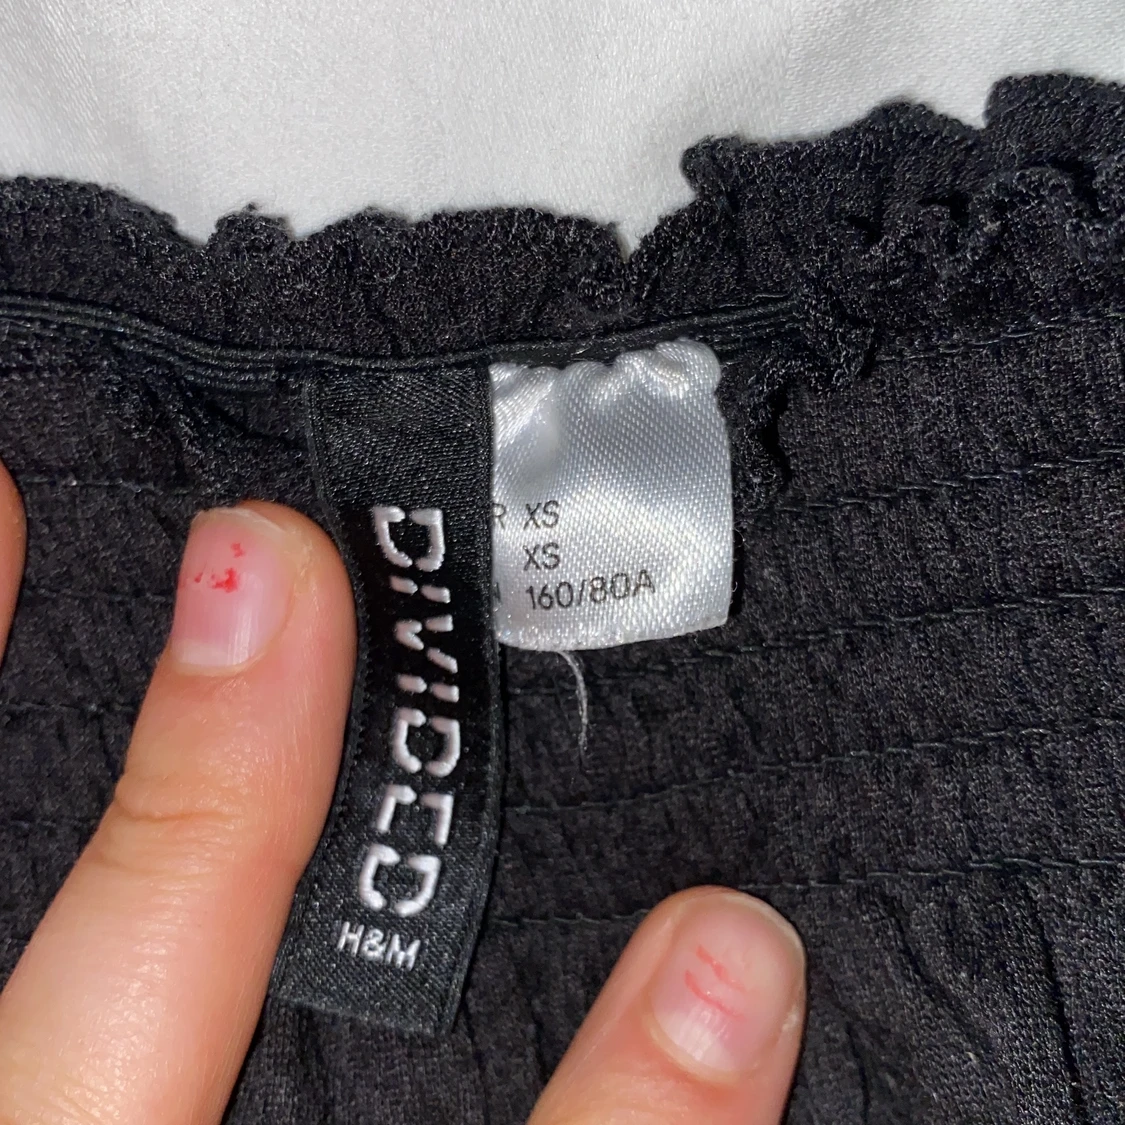 DIVIDED
H&M
R XS
XS
160/80A